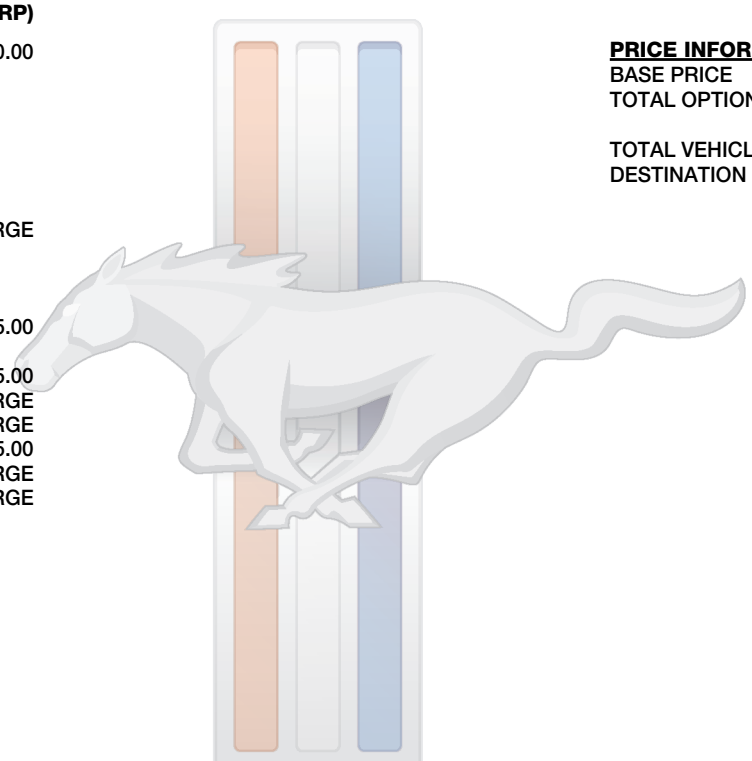 RP)
0.00
RGE
5.00
5.00
RGE
RGE
5.00
RGE
RGE
PRICE INFOR
BASE PRICE
TOTAL OPTION
TOTAL VEHICL
DESTINATION